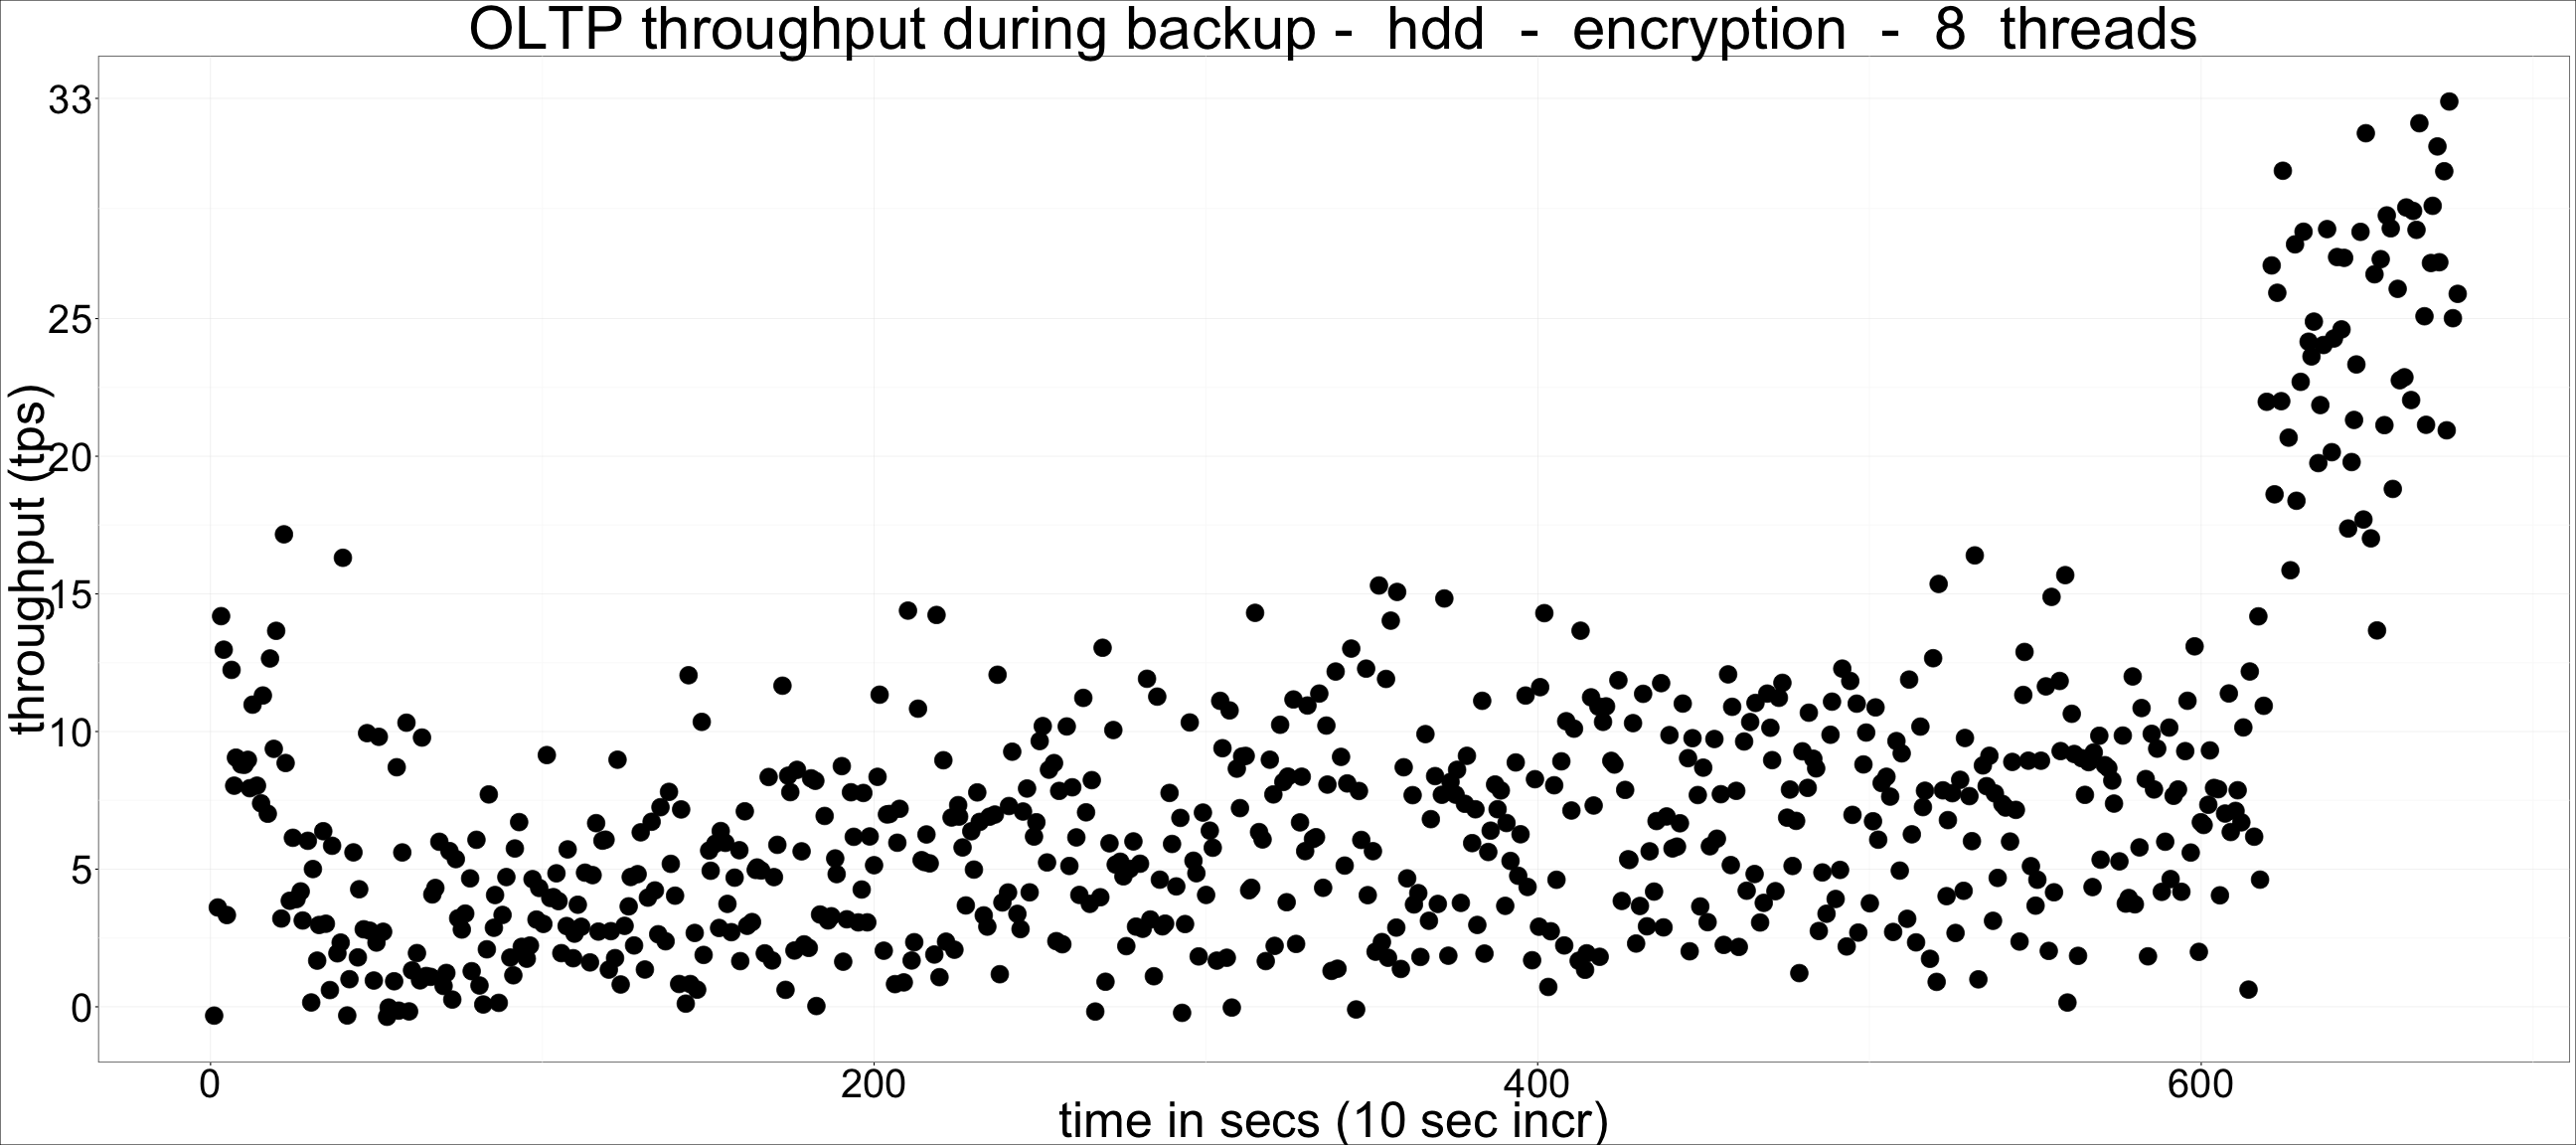 OLTP throughput during backup - hdd - encryption - 8 threads
throughput (tps)
33
25
20
15
10
5
0
0 200 400 600
time in secs (10 sec incr)